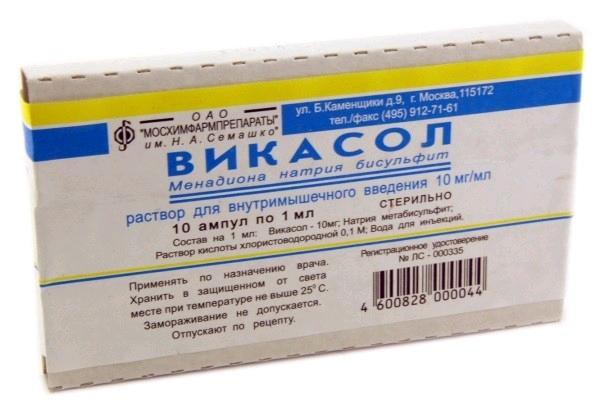 ОАО
"МОСХИМФАРМПРЕПАРАТЫ"
им. Н. А. Семашко"
ул. Б.Каменщики д.9, г. Москва,115172
тел./факс (495) 912-71-61
ВИКАСОЛ
Менадиона натрия бисульфит
раствор для внутримышечного введения 10 мг/мл
10 ампул по 1 мл
СТЕРИЛЬНО
Состав на 1 мл: Викасол - 10мг; Натрия метабисульфит;
Раствор кислоты хлористоводородной 0,1 М; Вода для инъекций.
Применять по назначению врача.
Хранить в защищенном от света
месте при температуре не выше 25°С.
Замораживание не допускается.
Отпускают по рецепту.
Регистрационное удостоверение
№ ЛС - 000335
4 600828 000044